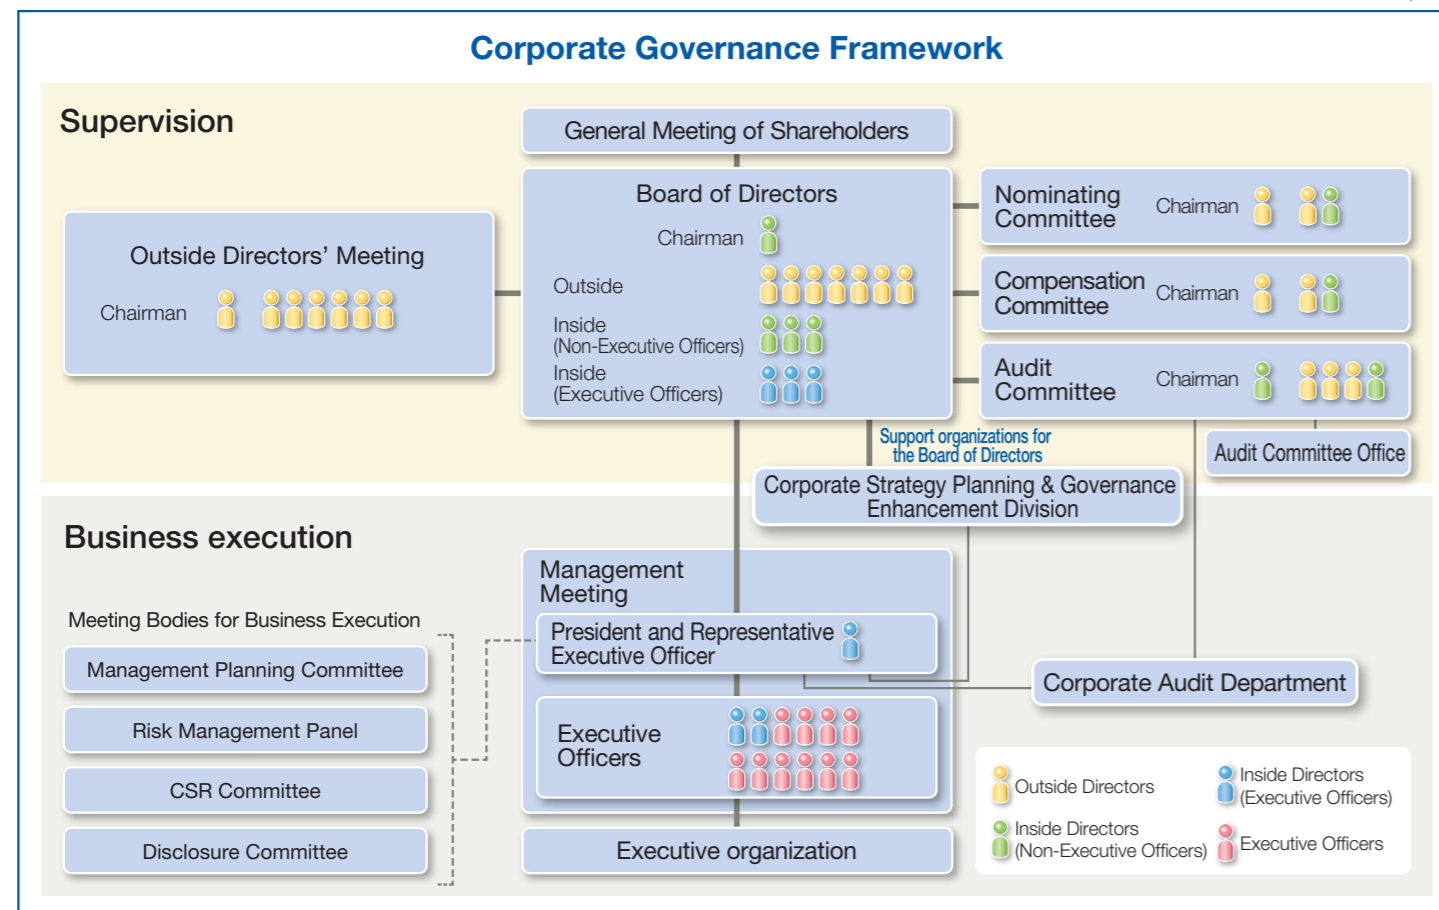 Corporate Governance Framework
Supervision
General Meeting of Shareholders
Board of Directors
Chairman
Outside
Inside
(Non-Executive Officers)
Inside
(Executive Officers)
Outside Directors’ Meeting
Chairman
Nominating
Committee
Chairman
Compensation
Committee
Chairman
Audit
Committee
Chairman
Support organizations for
the Board of Directors
Audit Committee Office
Corporate Strategy Planning & Governance
Enhancement Division
Business execution
Management
Meeting
Meeting Bodies for Business Execution
President and Representative
Executive Officer
Management Planning Committee
Corporate Audit Department
Risk Management Panel
Executive
Officers
CSR Committee
Disclosure Committee
Executive organization
Outside Directors
Inside Directors
(Executive Officers)
Inside Directors
(Non-Executive Officers)
Executive Officers